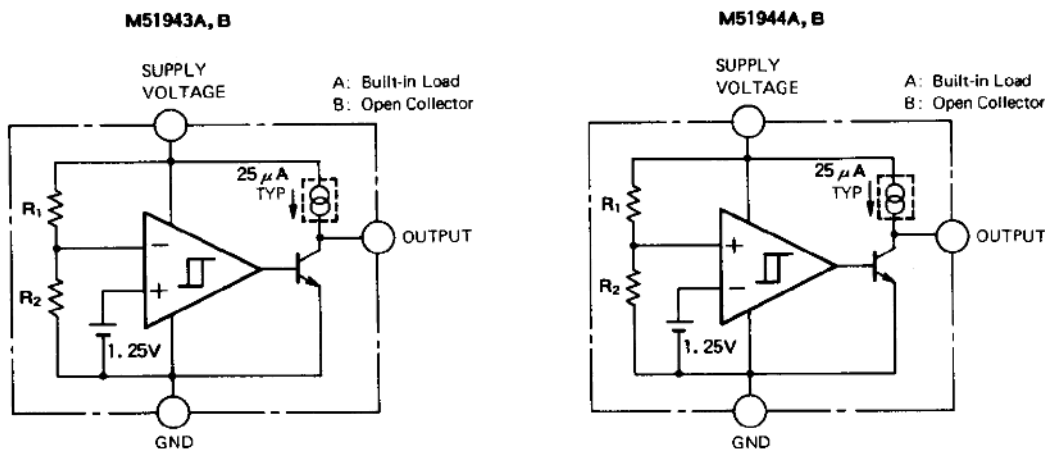 M51943A, B
SUPPLY
VOLTAGE
A: Built-in Load
B: Open Collector
25 μA
TYP
R1
−
OUTPUT
R2
+
1.25V
GND
M51944A, B
SUPPLY
VOLTAGE
A: Built-in Load
B: Open Collector
25 μA
TYP
R1
+
OUTPUT
R2
−
1.25V
GND